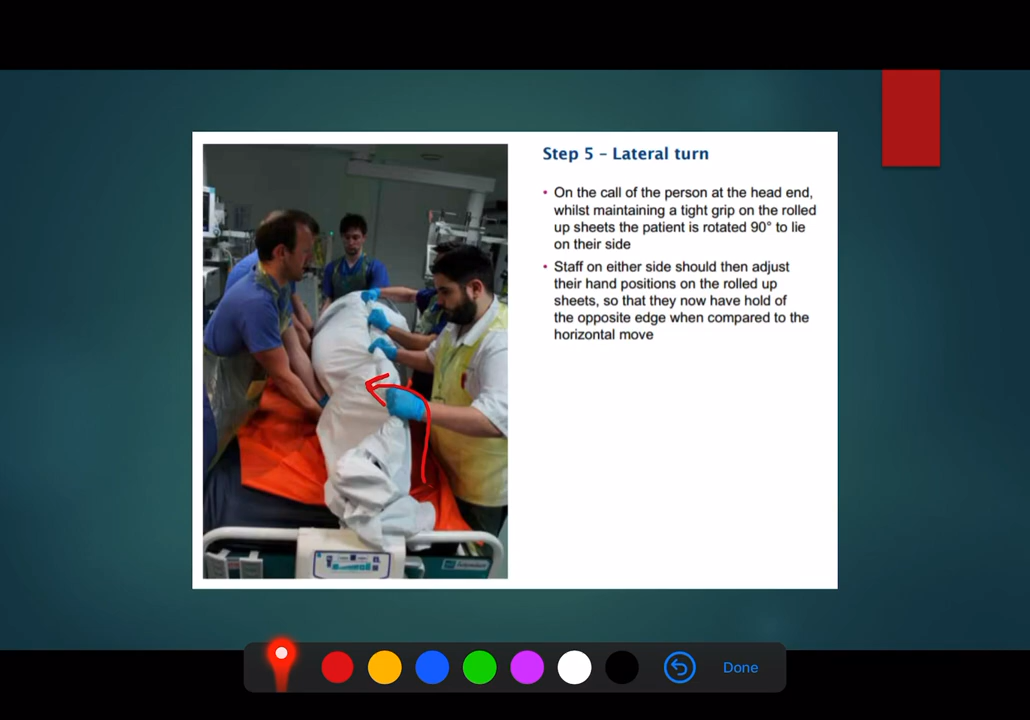 Step 5 – Lateral turn
• On the call of the person at the head end,
whilst maintaining a tight grip on the rolled
up sheets the patient is rotated 90° to lie
on their side
• Staff on either side should then adjust
their hand positions on the rolled up
sheets, so that they now have hold of
the opposite edge when compared to the
horizontal move
Done